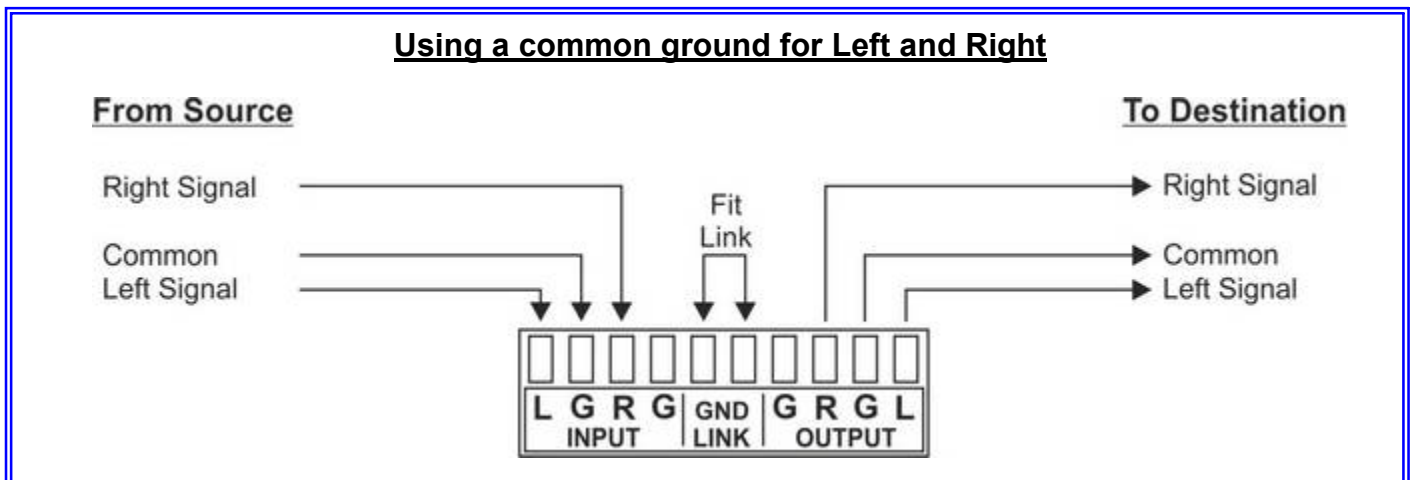 Using a common ground for Left and Right
From Source
To Destination
Right Signal
Fit
Link
Right Signal
Common
Common
Left Signal
Left Signal
L G R G GND G R G L
INPUT LINK OUTPUT